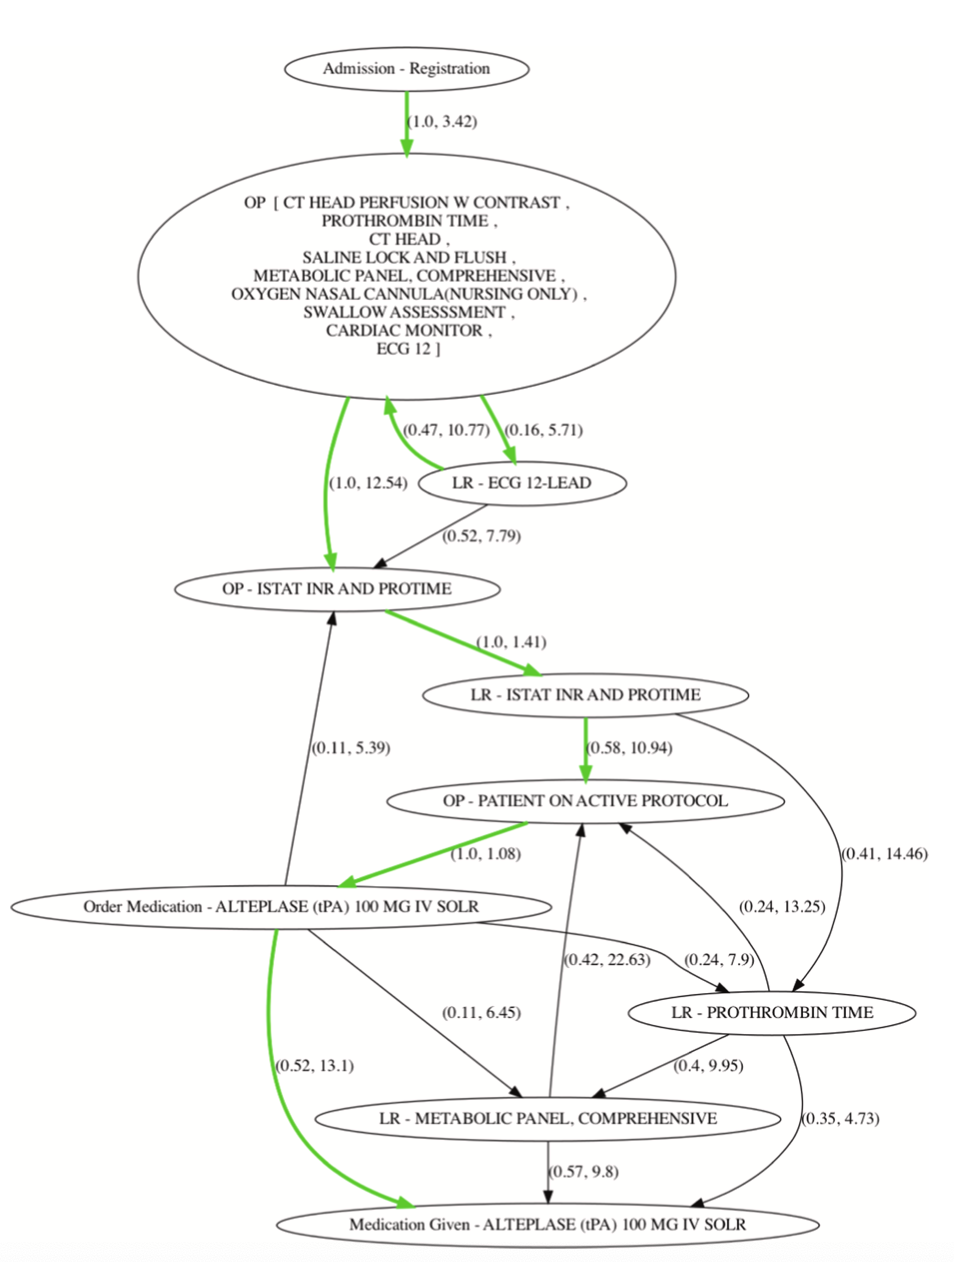 Admission - Registration
(1.0, 3.42)
OP [ CT HEAD PERFUSION W CONTRAST ,
PROTHROMBIN TIME ,
CT HEAD ,
SALINE LOCK AND FLUSH ,
METABOLIC PANEL, COMPREHENSIVE ,
OXYGEN NASAL CANNULA(NURSING ONLY) ,
SWALLOW ASSESSSMENT ,
CARDIAC MONITOR ,
ECG 12 ]
(0.47, 10.77)
(0.16, 5.71)
(1.0, 12.54)
LR - ECG 12-LEAD
(0.52, 7.79)
OP - ISTAT INR AND PROTIME
(1.0, 1.41)
LR - ISTAT INR AND PROTIME
(0.11, 5.39)
(0.58, 10.94)
OP - PATIENT ON ACTIVE PROTOCOL
(1.0, 1.08)
(0.41, 14.46)
Order Medication - ALTEPLASE (tPA) 100 MG IV SOLR
(0.24, 13.25)
(0.42, 22.63)
(0.24, 7.9)
(0.11, 6.45)
LR - PROTHROMBIN TIME
(0.52, 13.1)
(0.4, 9.95)
LR - METABOLIC PANEL, COMPREHENSIVE
(0.35, 4.73)
(0.57, 9.8)
Medication Given - ALTEPLASE (tPA) 100 MG IV SOLR